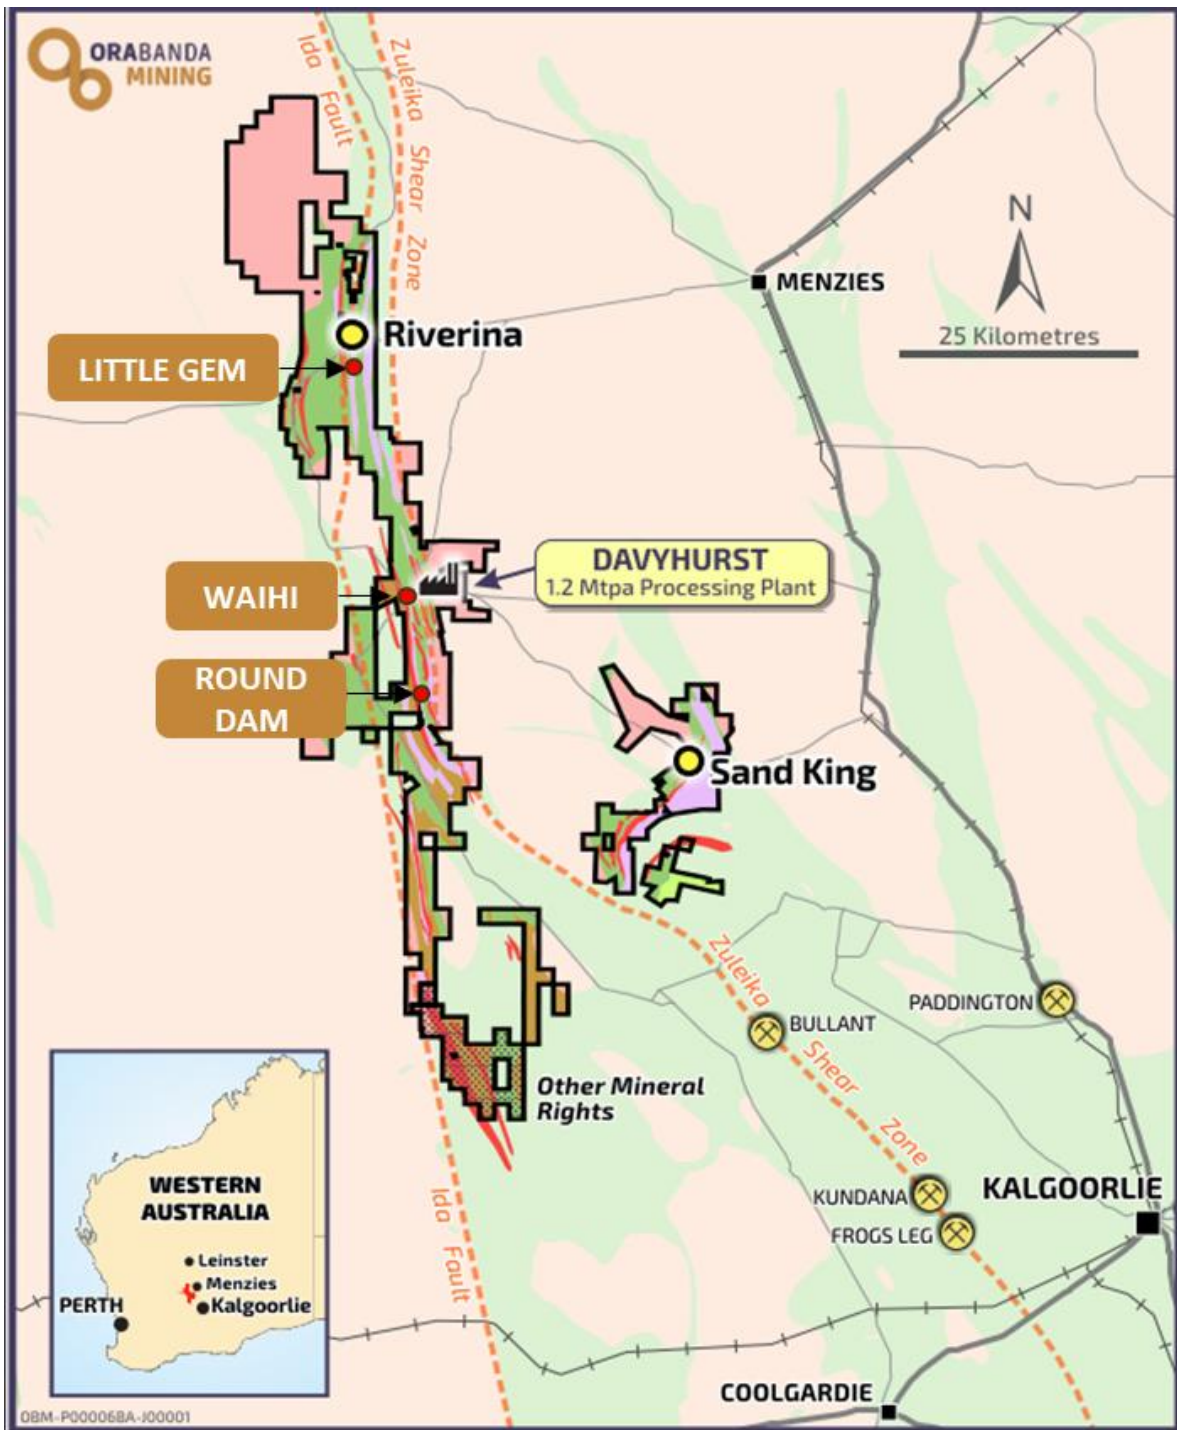 ORABANDA
MINING
Ida Fault
Zuleika Shear Zone
N
MENZIES
25 Kilometres
Riverina
LITTLE GEM
DAVYHURST
1.2 Mtpa Processing Plant
WAIHI
ROUND
DAM
Sand King
Zuleika Shear Zone
PADDINGTON
BULLANT
Other Mineral
Rights
WESTERN
AUSTRALIA
Leinster
Menzies
Kalgoorlie
PERTH
KUNDANA
KALGOORLIE
FROGS LEG
Ida Fault
COOLGARDIE
OBM-P00006BA-J00001